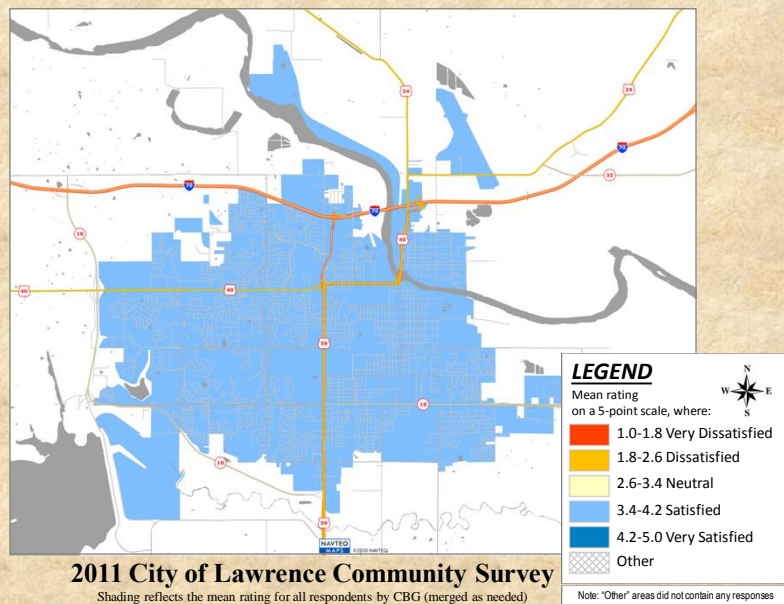 24
24
70
32
70
70
10
40
40
40
59
10
10
59
NAVTEQ
MAPS
©2010 NAVTEQ
LEGEND
N
W E
S
Mean rating
on a 5-point scale, where:
1.0-1.8 Very Dissatisfied
1.8-2.6 Dissatisfied
2.6-3.4 Neutral
3.4-4.2 Satisfied
4.2-5.0 Very Satisfied
Other
2011 City of Lawrence Community Survey
Shading reflects the mean rating for all respondents by CBG (merged as needed)
Note: “Other” areas did not contain any responses